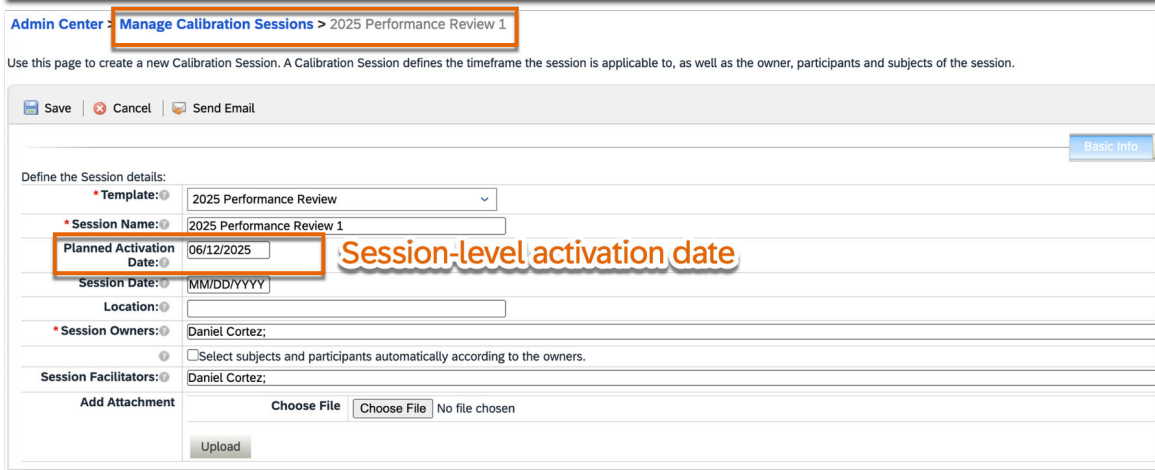 Admin Center > Manage Calibration Sessions > 2025 Performance Review 1
Use this page to create a new Calibration Session. A Calibration Session defines the timeframe the session is applicable to, as well as the owner, participants and subjects of the session.
Save Cancel Send Email
Basic Info
Define the Session details:
* Template: 2025 Performance Review
* Session Name: 2025 Performance Review 1
Planned Activation Date: 06/12/2025 Session-level activation date
Session Date: MM/DD/YYYY
Location:
* Session Owners: Daniel Cortez;
Select subjects and participants automatically according to the owners.
Session Facilitators: Daniel Cortez;
Add Attachment Choose File Choose File No file chosen
Upload